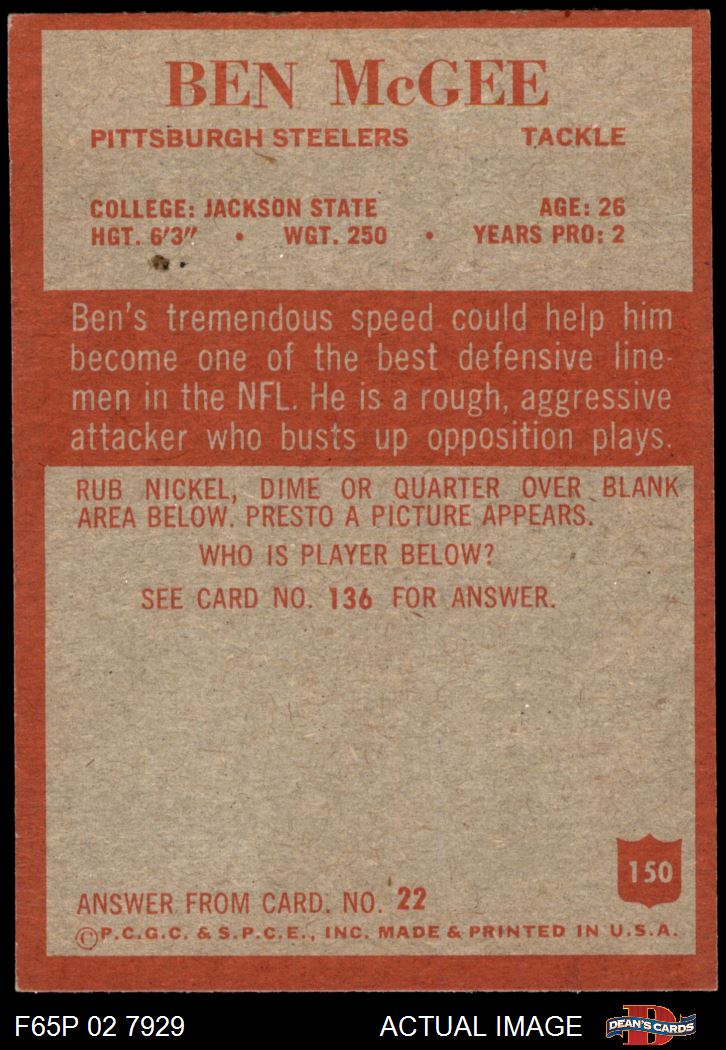 BEN McGEE
PITTSBURGH STEELERS TACKLE
COLLEGE: JACKSON STATE AGE: 26
HGT. 6'3" • WGT. 250 • YEARS PRO: 2
Ben's tremendous speed could help him
become one of the best defensive line-
men in the NFL. He is a rough, aggressive
attacker who busts up opposition plays.
RUB NICKEL, DIME OR QUARTER OVER BLANK
AREA BELOW. PRESTO A PICTURE APPEARS.
WHO IS PLAYER BELOW?
SEE CARD NO. 136 FOR ANSWER.
150
ANSWER FROM CARD. NO. 22
©P.C.G.C. & S.P.C.E., INC. MADE & PRINTED IN U.S.A.
F65P 02 7929 ACTUAL IMAGE D DEAN'S CARDS